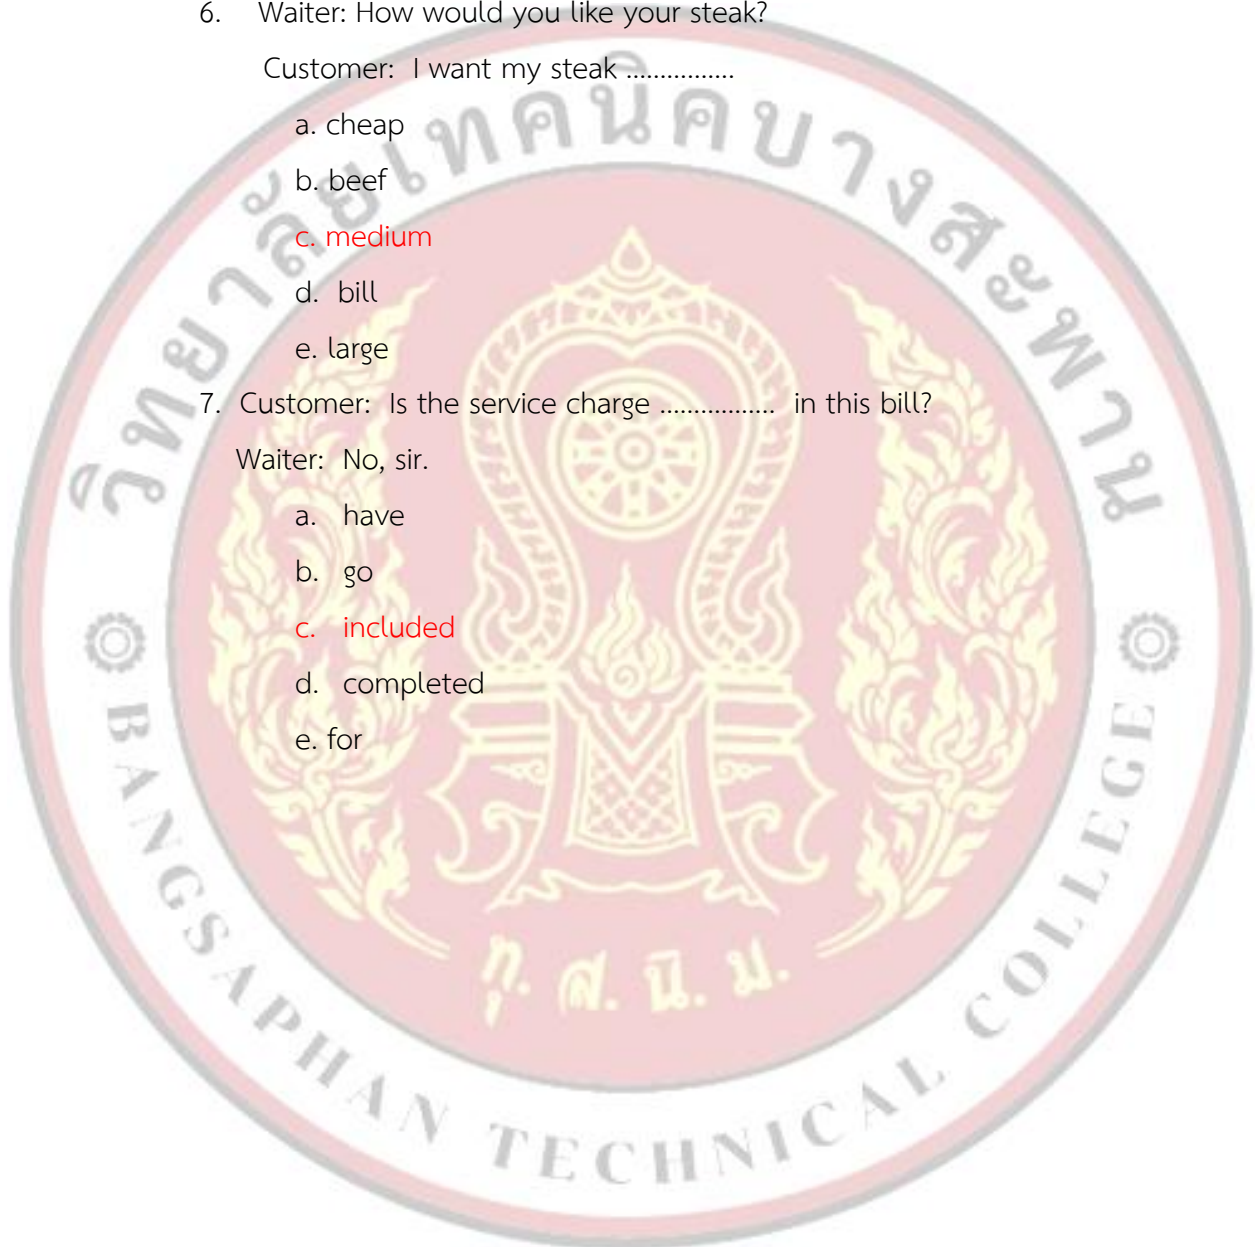 6. Waiter: How would you like your steak?
Customer: I want my steak ................
a. cheap
b. beef
c. medium
d. bill
e. large
7. Customer: Is the service charge ................. in this bill?
Waiter: No, sir.
a. have
b. go
c. included
d. completed
e. for
วิทยาลัยเทคนิคบางสะพาน
ทุ. ส. นิ. ม.
BANGSAPHAN TECHNICAL COLLEGE